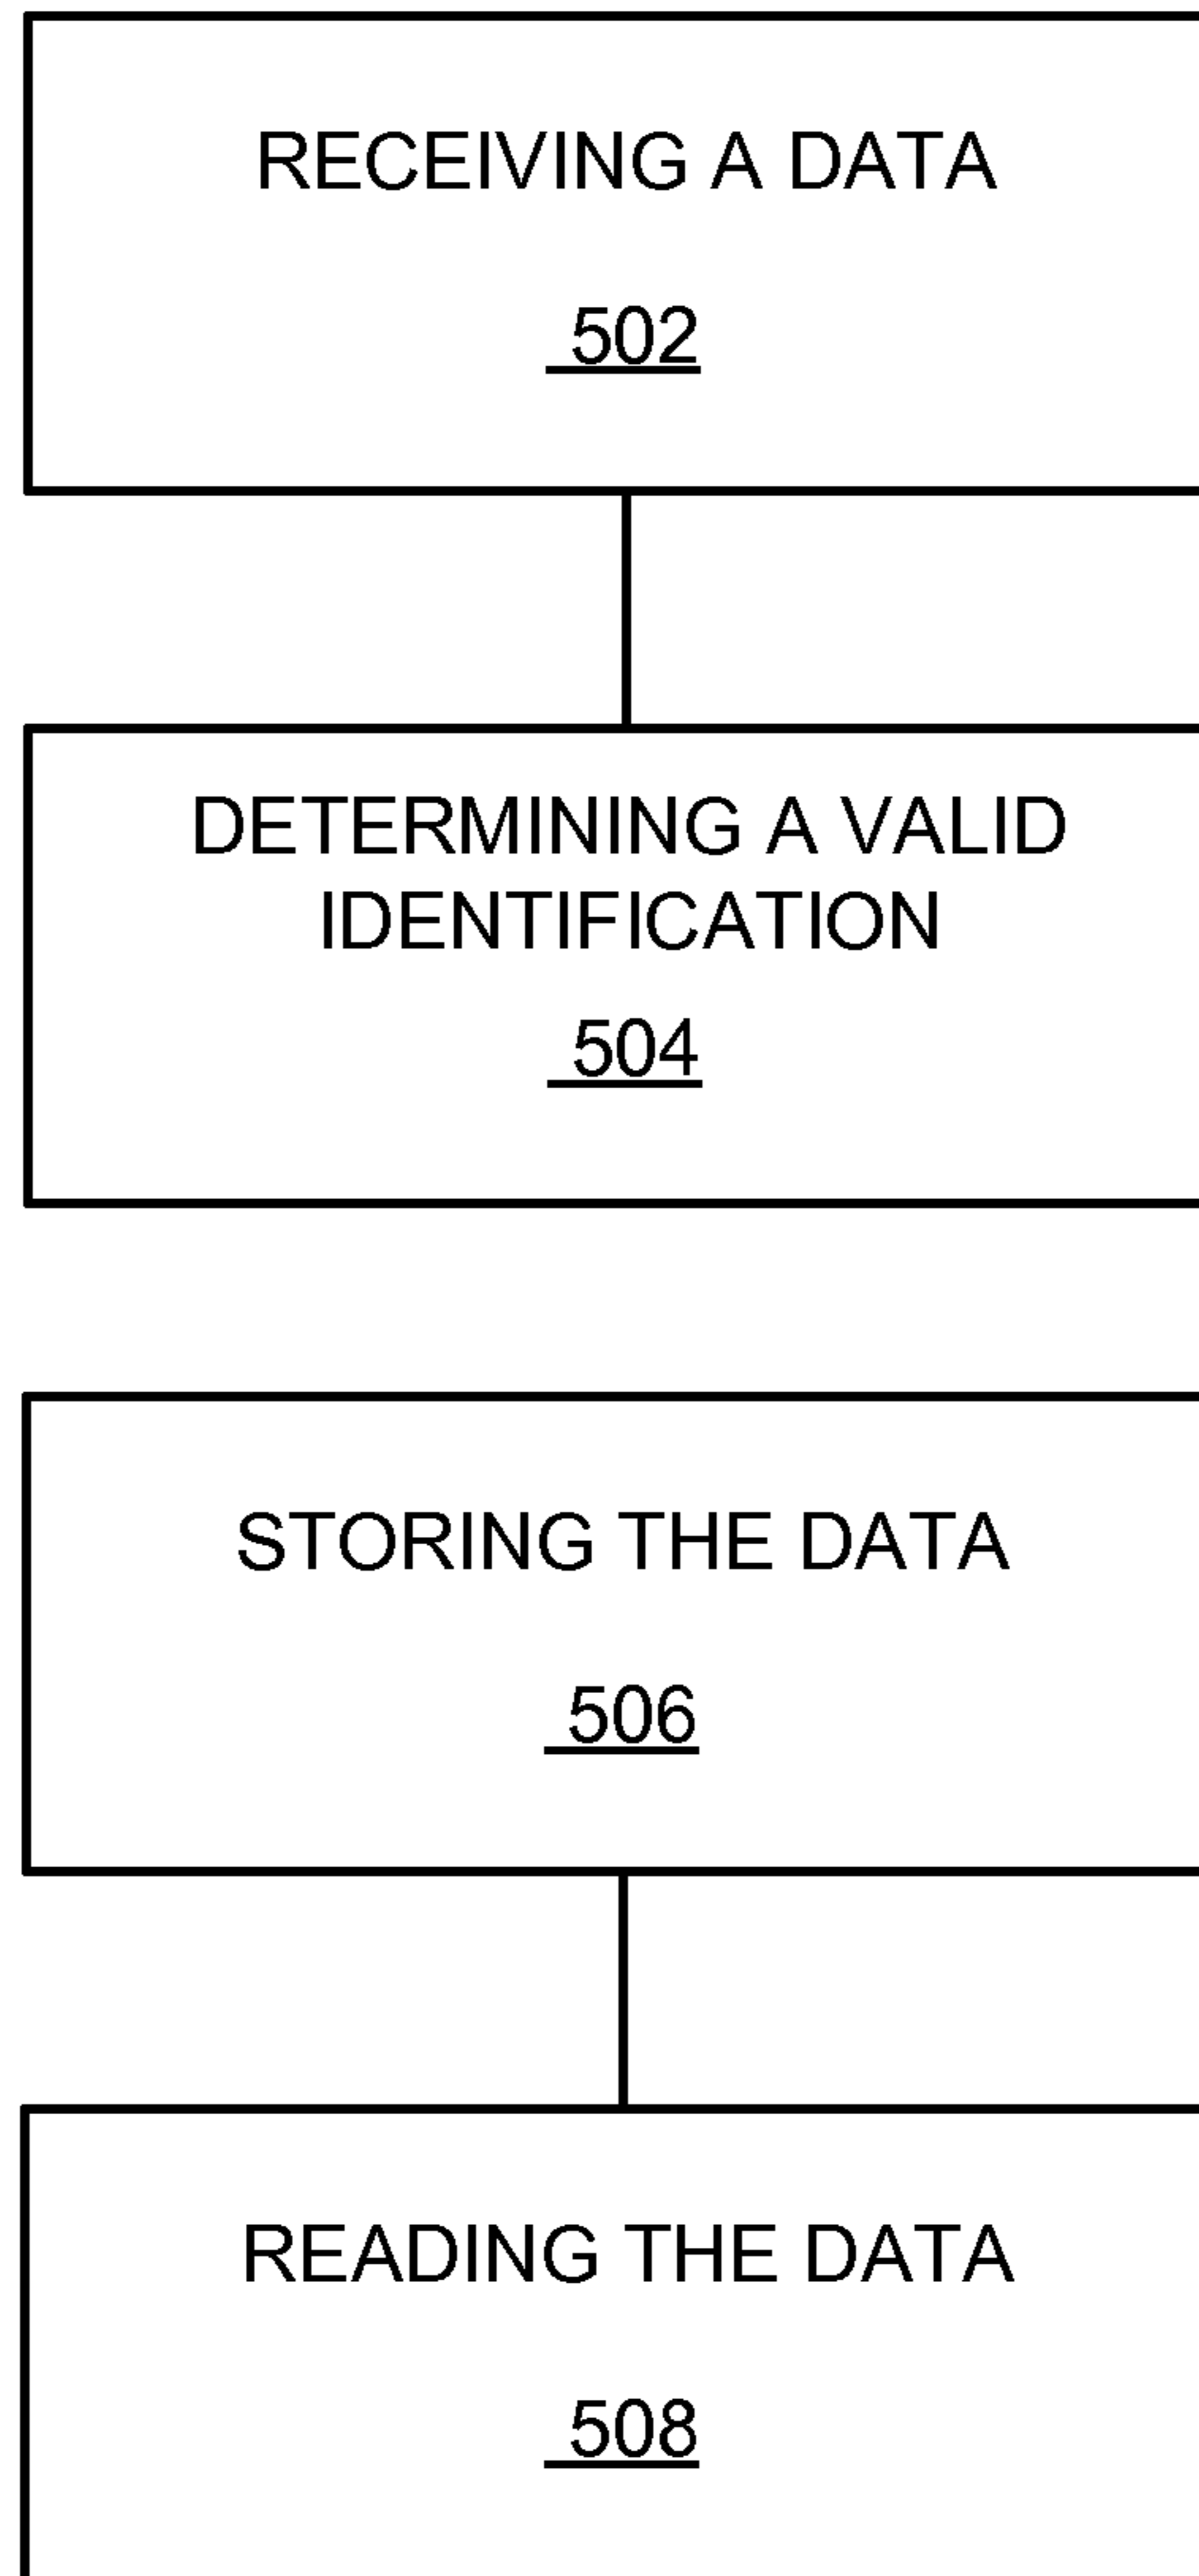 RECEIVING A DATA
502
DETERMINING A VALID
IDENTIFICATION
504
STORING THE DATA
506
READING THE DATA
508